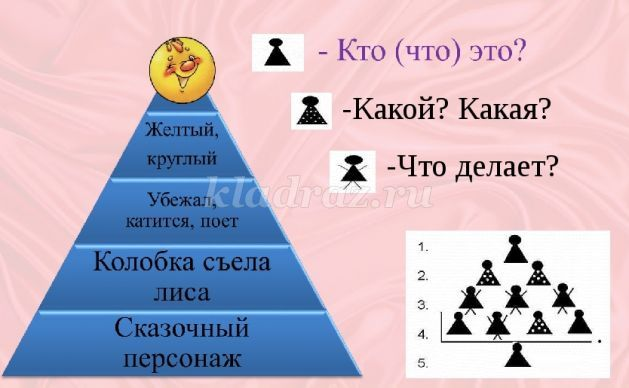 - Кто (что) это?
-Какой? Какая?
-Что делает?
Желтый,
круглый
Убежал,
катится, поет
Колобка съела
лиса
Сказочный
персонаж
kladraz.ru
1.
2.
3.
4.
.
5.